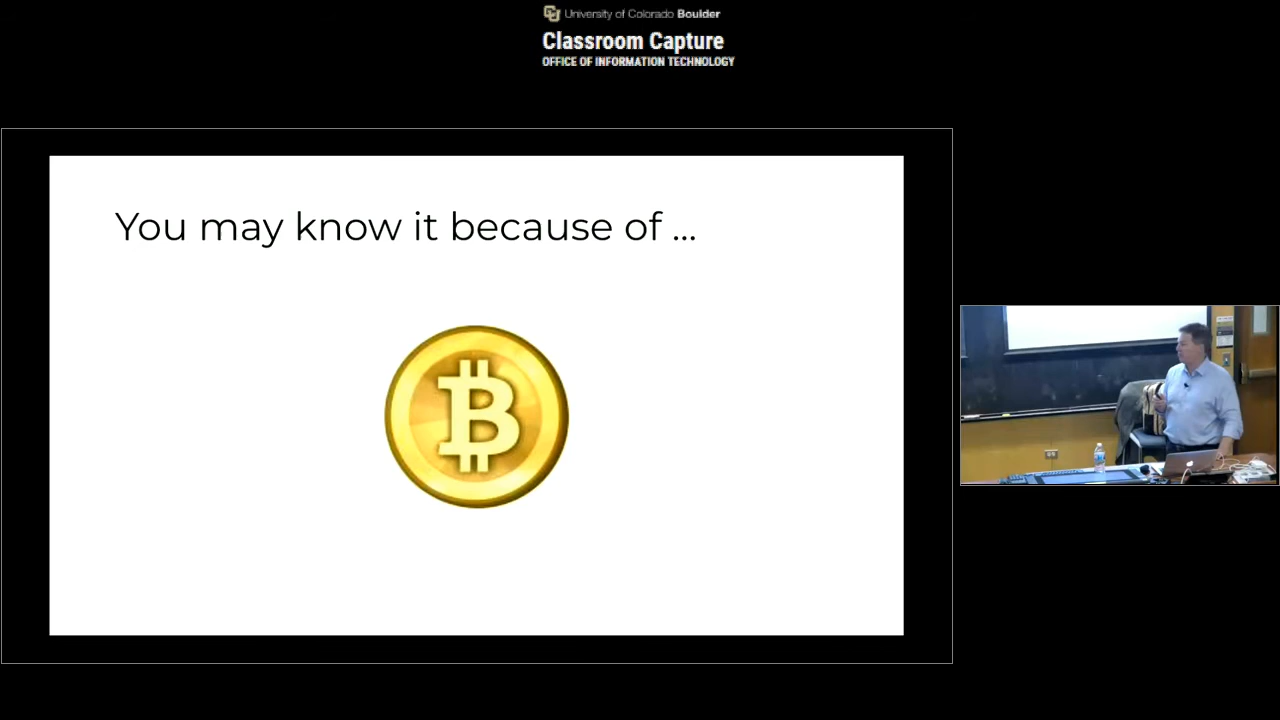 University of Colorado Boulder
Classroom Capture
OFFICE OF INFORMATION TECHNOLOGY
You may know it because of ...